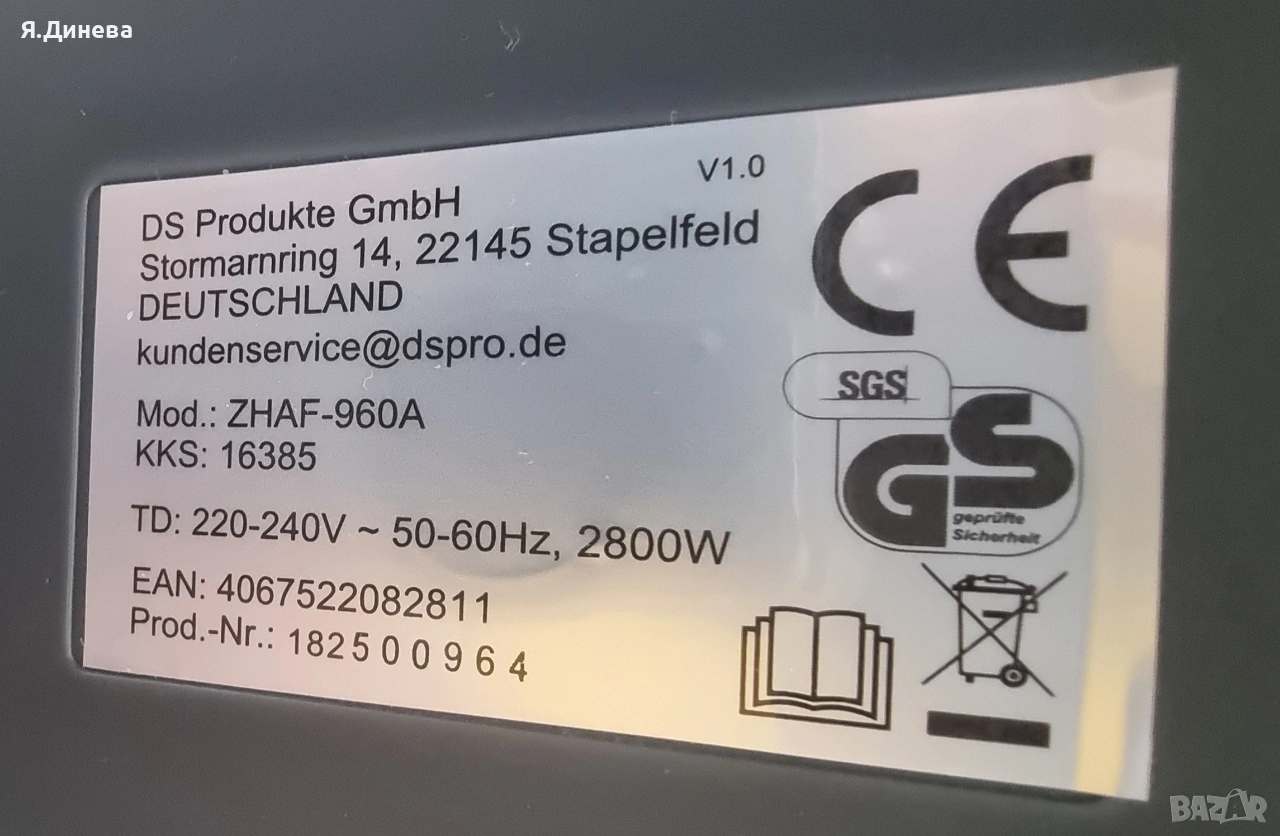 Я.Динева
V1.0
DS Produkte GmbH
Stormarnring 14, 22145 Stapelfeld
DEUTSCHLAND
kundenservice@dspro.de
Mod.: ZHAF-960A
KKS: 16385
TD: 220-240V ~ 50-60Hz, 2800W
EAN: 4067522082811
Prod.-Nr.: 182500964
CE
SGS
GS
geprüfte
Sicherheit
BAZAR